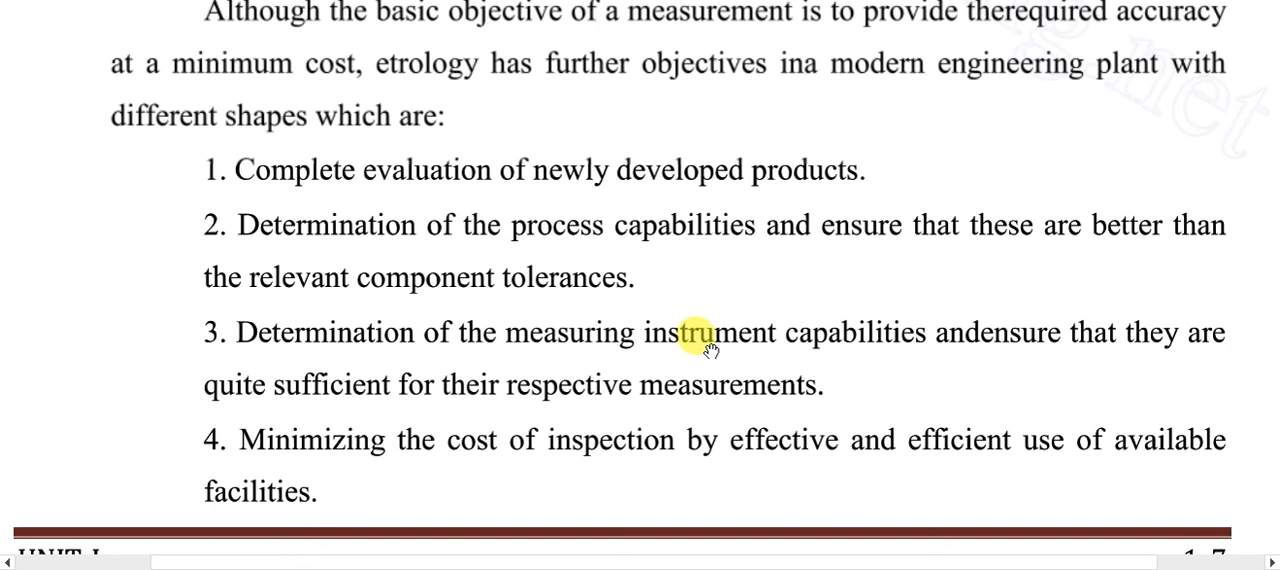 Although the basic objective of a measurement is to provide therequired accuracy
at a minimum cost, etrology has further objectives ina modern engineering plant with
different shapes which are:
1. Complete evaluation of newly developed products.
2. Determination of the process capabilities and ensure that these are better than
the relevant component tolerances.
3. Determination of the measuring instrument capabilities andensure that they are
quite sufficient for their respective measurements.
4. Minimizing the cost of inspection by effective and efficient use of available
facilities.